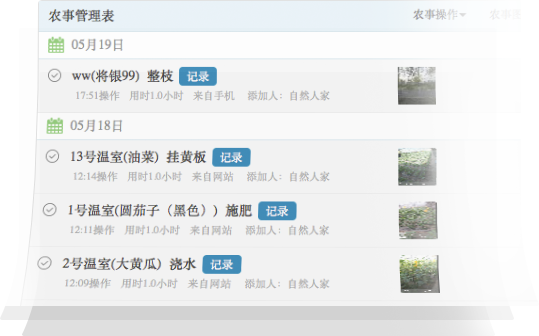 农事管理表 农事操作
05月19日
ww(将银99) 整枝 记录
17:51操作 用时1.0小时 来自手机 添加人：自然人家
05月18日
13号温室(油菜) 挂黄板 记录
12:14操作 用时1.0小时 来自网站 添加人：自然人家
1号温室(圆茄子（黑色）) 施肥 记录
12:11操作 用时1.0小时 来自网站 添加人：自然人家
2号温室(大黄瓜) 浇水 记录
12:09操作 用时1.0小时 来自网站 添加人：自然人家